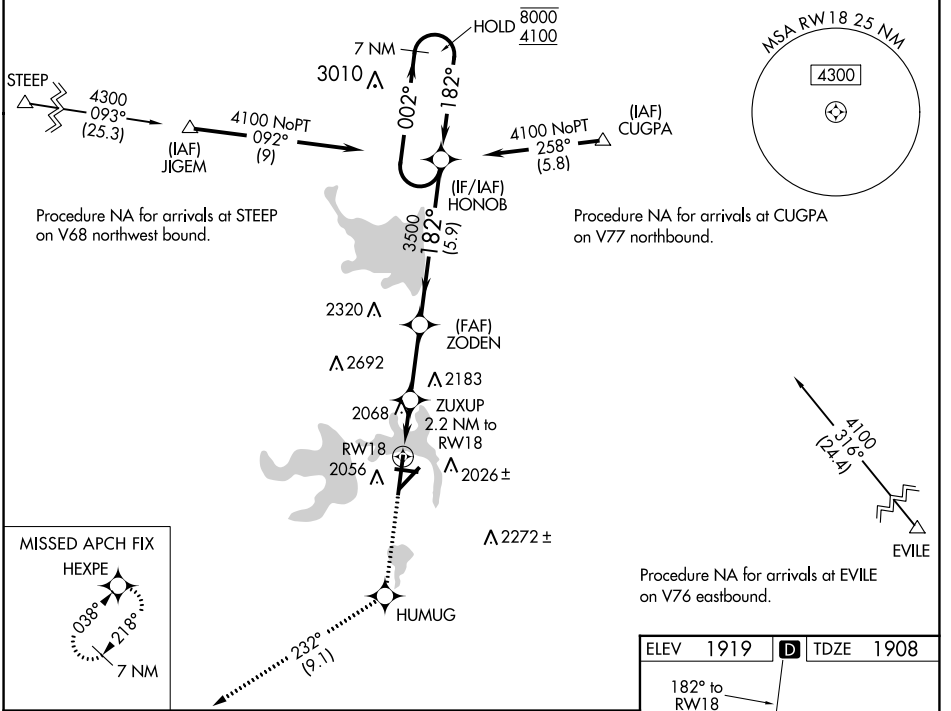 HOLD 8000
4100
7 NM
3010
002°
182°
MSA RW18 25 NM
4300
STEEP
4300
093°
(25.3)
(IAF)
JIGEM
4100 NoPT
092°
(9)
4100 NoPT
258°
(5.8)
(IAF)
CUGPA
(IF/IAF)
HONOB
Procedure NA for arrivals at STEEP
on V68 northwest bound.
Procedure NA for arrivals at CUGPA
on V77 northbound.
3500
182°
(5.9)
2320
(FAF)
ZODEN
2692
2183
2068
ZUXUP
2.2 NM to
RW18
RW18
2056
2026 ±
4100
316°
(24.4)
2272 ±
EVILE
Procedure NA for arrivals at EVILE
on V76 eastbound.
MISSED APCH FIX
HEXPE
038°
218°
7 NM
HUMUG
232°
(9.1)
ELEV 1919 D TDZE 1908
182° to
RW18